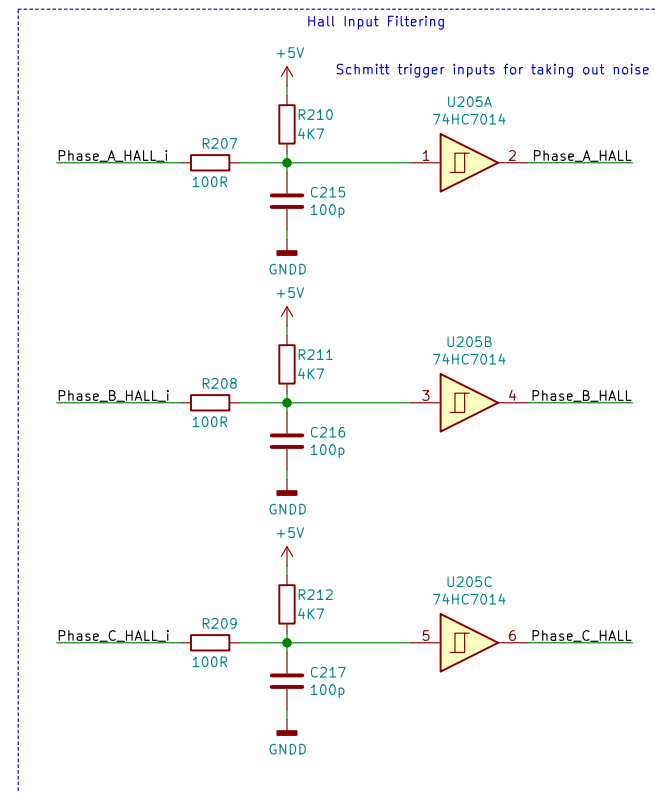 Hall Input Filtering
Schmitt trigger inputs for taking out noise
+5V
R210
4K7
U205A
74HC7014
Phase_A_HALL_i
R207
100R
1
2
Phase_A_HALL
C215
100p
GNDD
+5V
R211
4K7
U205B
74HC7014
Phase_B_HALL_i
R208
100R
3
4
Phase_B_HALL
C216
100p
GNDD
+5V
R212
4K7
U205C
74HC7014
Phase_C_HALL_i
R209
100R
5
6
Phase_C_HALL
C217
100p
GNDD